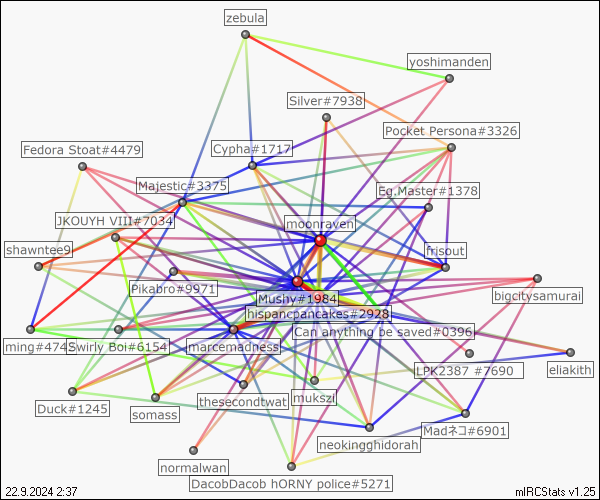 zebula
yoshimanden
Silver#7938
Pocket Persona#3326
Fedora Stoat#4479
Cypha#1717
Majestic#3375
Eq.Master#1378
JKOUYH VIII#7034
moonraven
shawntee9
frisout
Pikabro#9971
Mushy#1984
bigcitysamurai
hispancpancakes#2928
Can anything be saved#0396
ming#474
Swirly Boi#6154
macemadness
LPK2387 #7690
eliakith
Duck#1245
somass
thesecondtwat
mukszi
Madネコ#6901
neokingghidorah
normalwan
DacobDacob hORNY police#5271
22.9.2024 2:37
mIRCStats v1.25